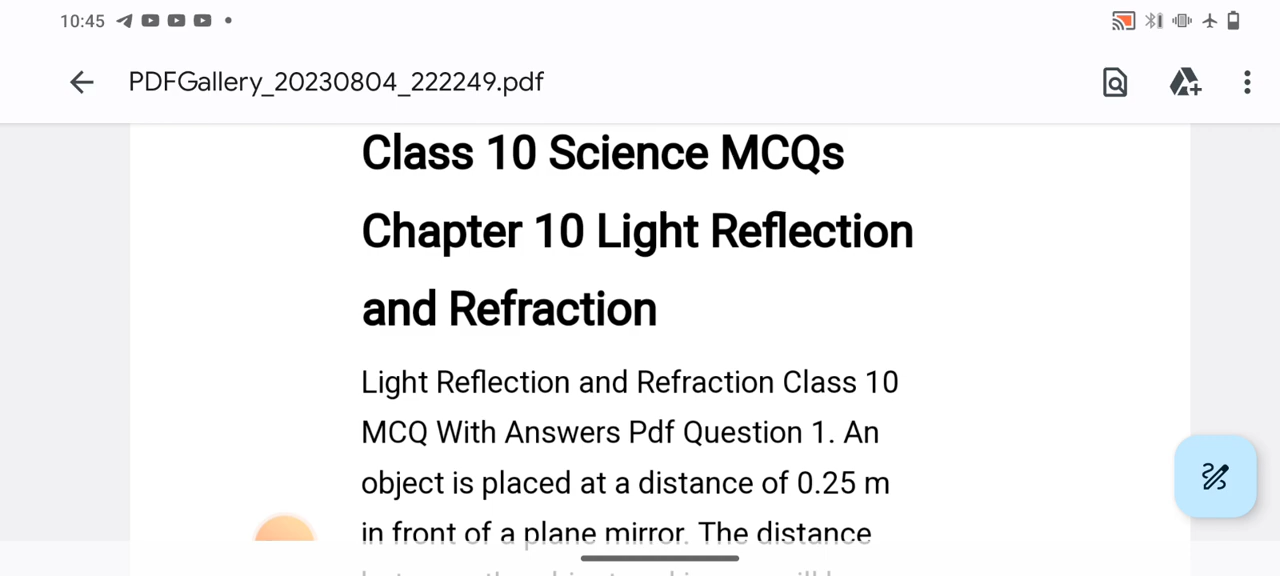 10:45
PDFGallery_20230804_222249.pdf
Class 10 Science MCQs
Chapter 10 Light Reflection
and Refraction
Light Reflection and Refraction Class 10
MCQ With Answers Pdf Question 1. An
object is placed at a distance of 0.25 m
in front of a plane mirror. The distance